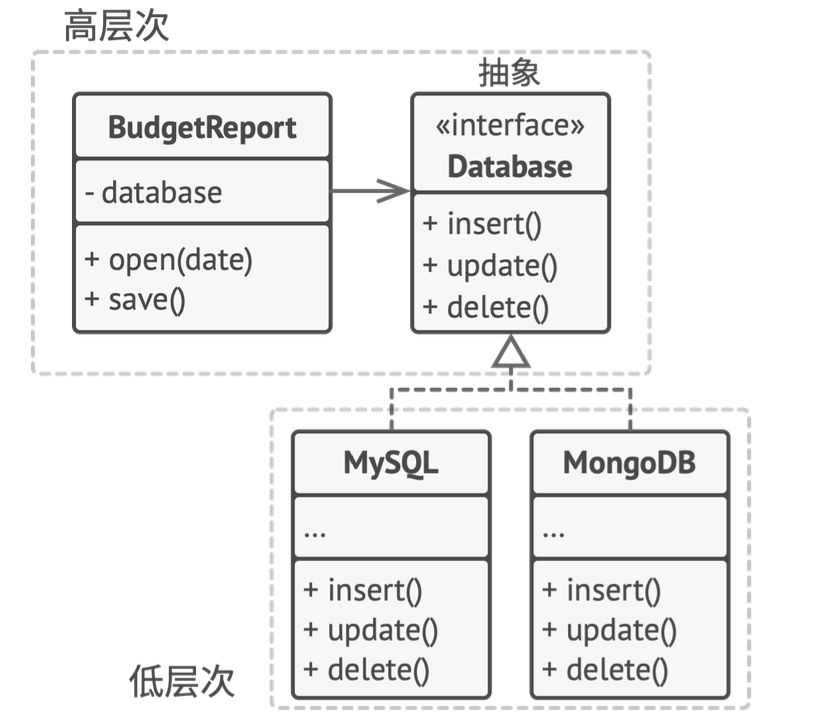 高层次
抽象
BudgetReport
- database
+ open(date)
+ save()
«interface»
Database
+ insert()
+ update()
+ delete()
MySQL
...
+ insert()
+ update()
+ delete()
MongoDB
...
+ insert()
+ update()
+ delete()
低层次